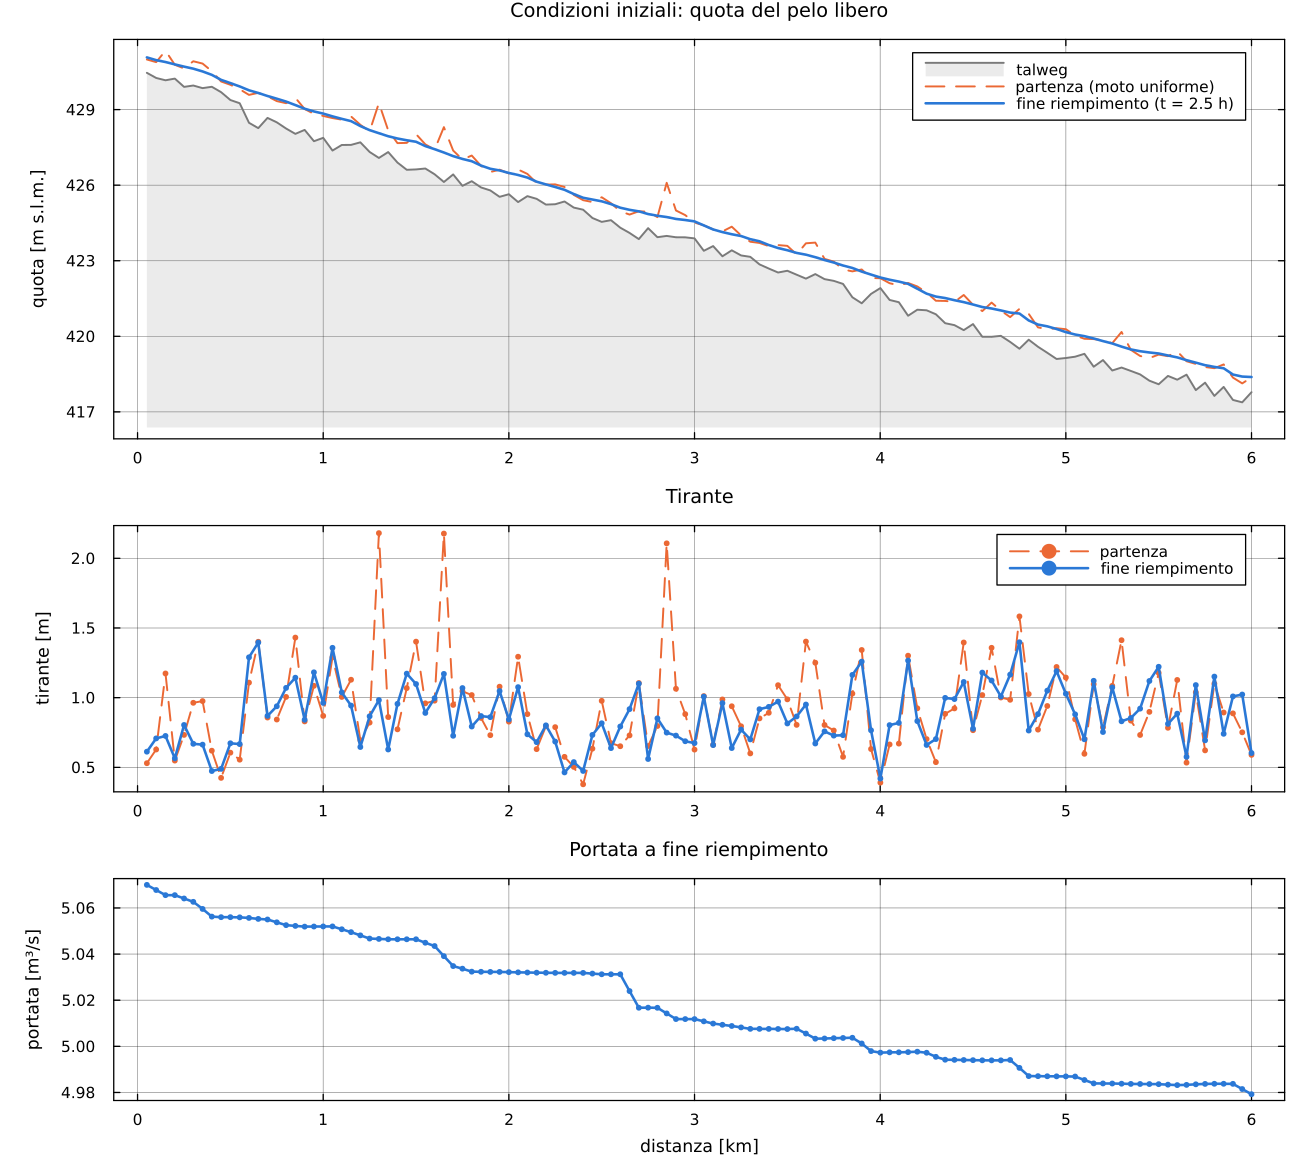 Condizioni iniziali: quota del pelo libero
talweg
partenza (moto uniforme)
fine riempimento (t = 2.5 h)
quota [m s.l.m.]
429
426
423
420
417
0 1 2 3 4 5 6
Tirante
partenza
fine riempimento
tirante [m]
2.0
1.5
1.0
0.5
0 1 2 3 4 5 6
Portata a fine riempimento
portata [m³/s]
5.06
5.04
5.02
5.00
4.98
0 1 2 3 4 5 6
distanza [km]